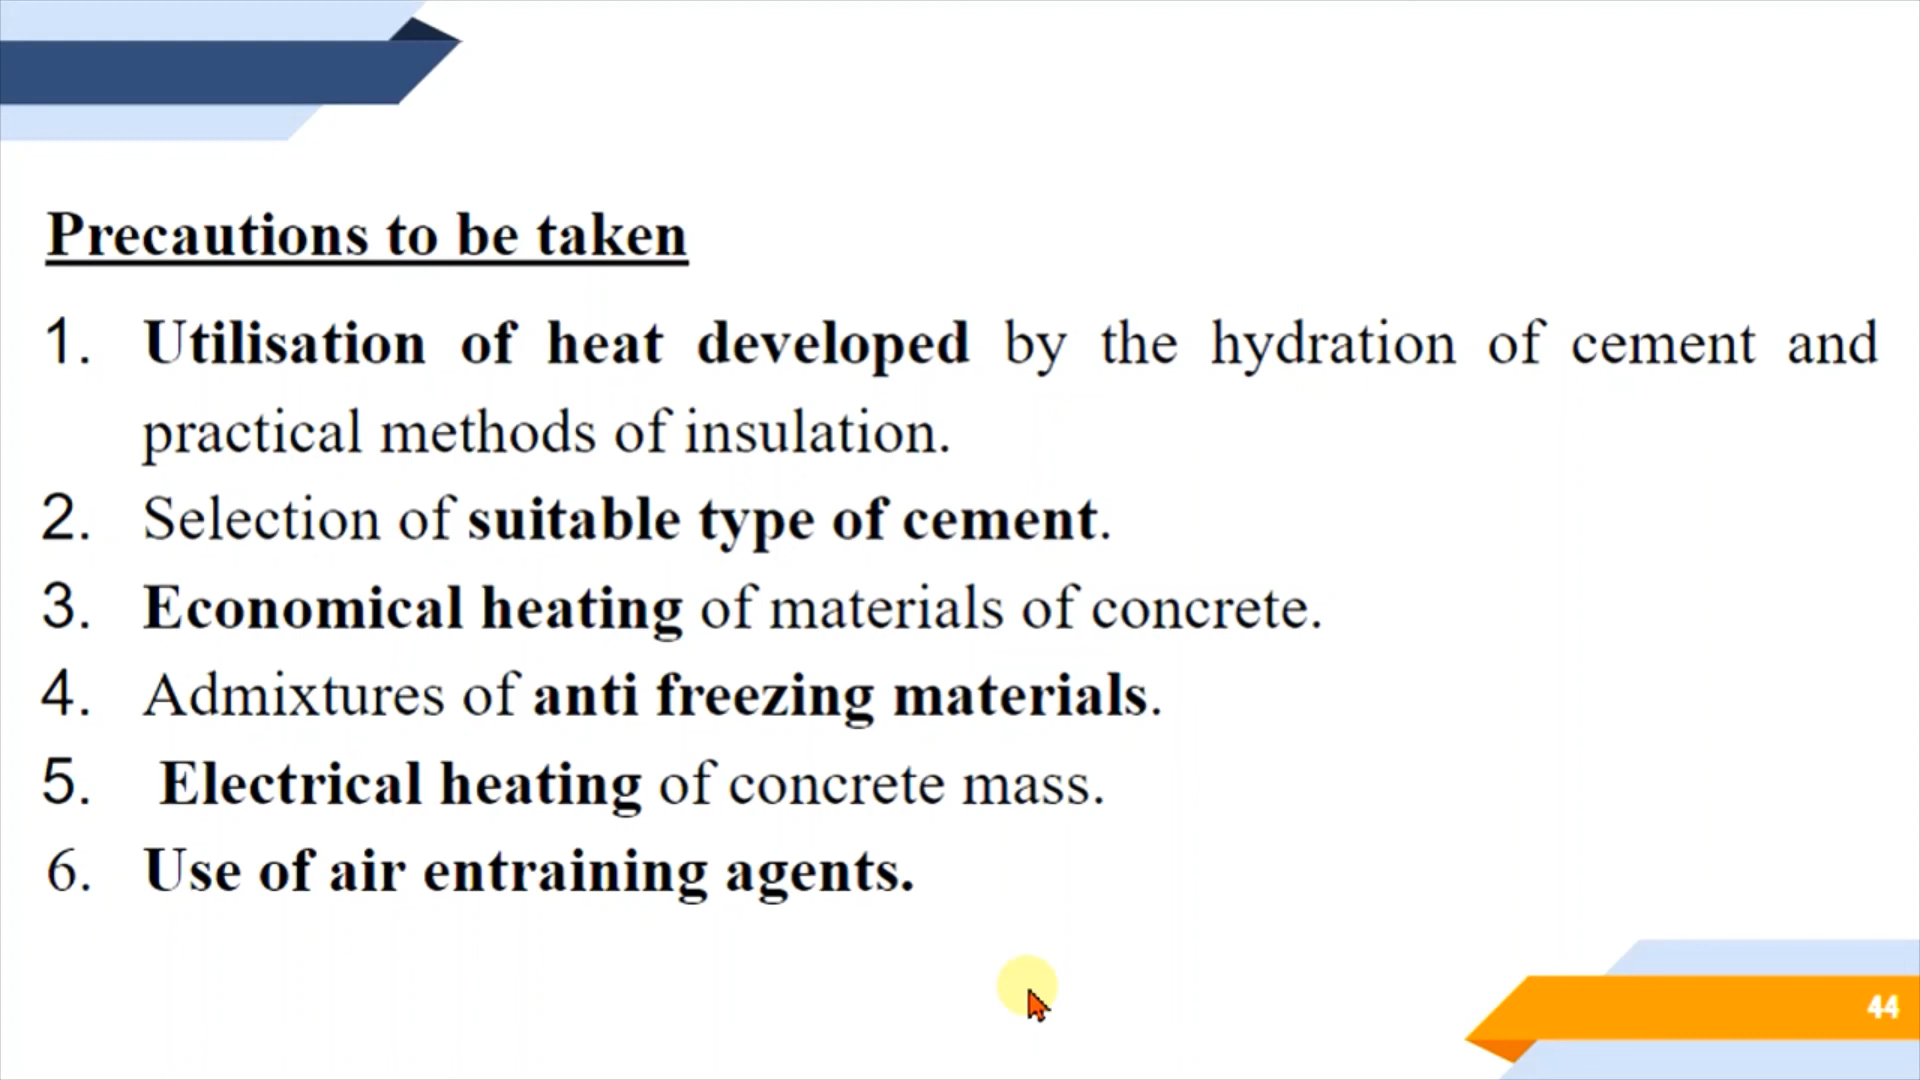 Precautions to be taken
1. Utilisation of heat developed by the hydration of cement and
practical methods of insulation.
2. Selection of suitable type of cement.
3. Economical heating of materials of concrete.
4. Admixtures of anti freezing materials.
5. Electrical heating of concrete mass.
6. Use of air entraining agents.
44